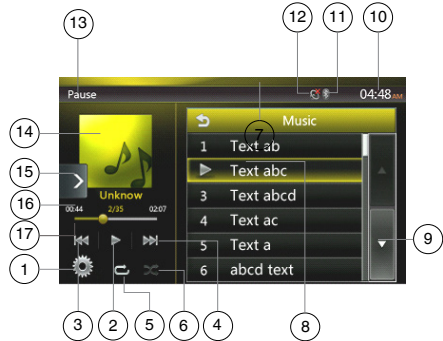 12 11 10
13
Pause 04:48 AM
14
Music
7
1 Text ab
Text abc
15
Unknow
3 Text abcd
16
00:44 2/35 02:07
4 Text ac
17
9
5 Text a
1
6 abcd text
3 2 5 6 4 8